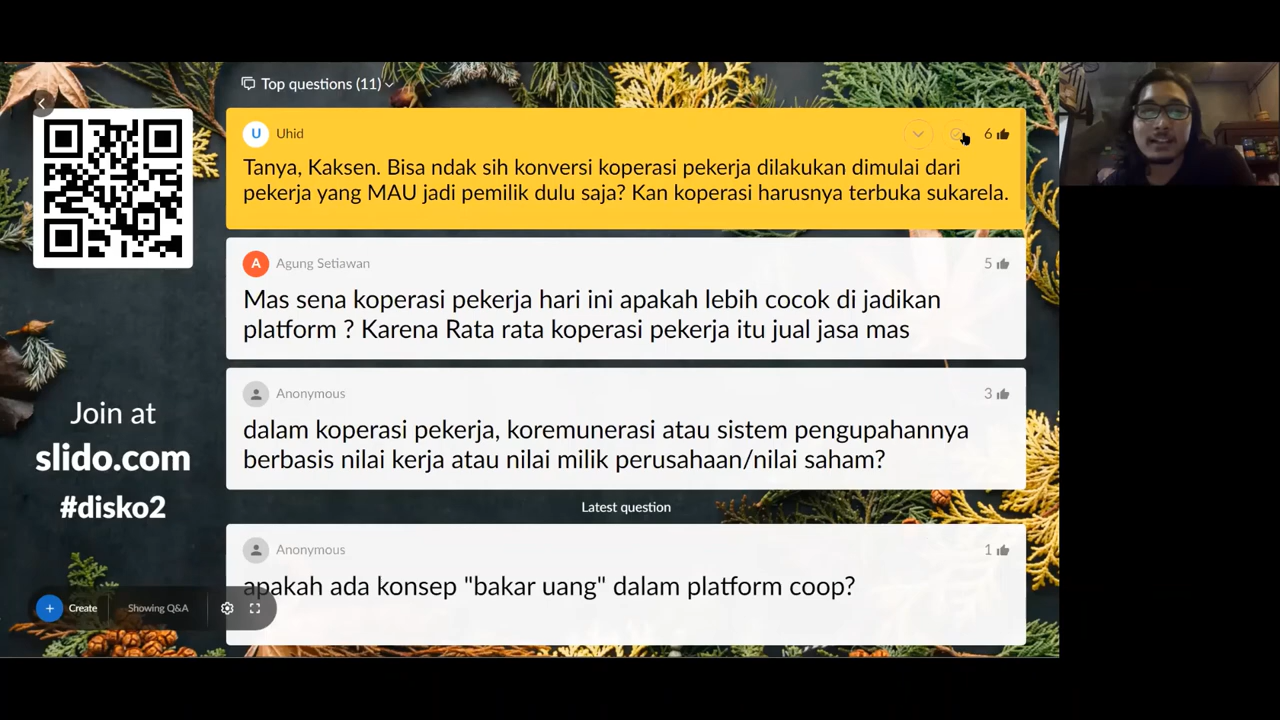 Top questions (11)
U Uhid 6
Tanya, Kaksen. Bisa ndak sih konversi koperasi pekerja dilakukan dimulai dari
pekerja yang MAU jadi pemilik dulu saja? Kan koperasi harusnya terbuka sukarela.
A Agung Setiawan 5
Mas sena koperasi pekerja hari ini apakah lebih cocok di jadikan
platform ? Karena Rata rata koperasi pekerja itu jual jasa mas
Anonymous 3
dalam koperasi pekerja, koremunerasi atau sistem pengupahannya
berbasis nilai kerja atau nilai milik perusahaan/nilai saham?
Latest question
Anonymous 1
apakah ada konsep "bakar uang" dalam platform coop?
Join at
slido.com
#disko2
Create Showing Q&A